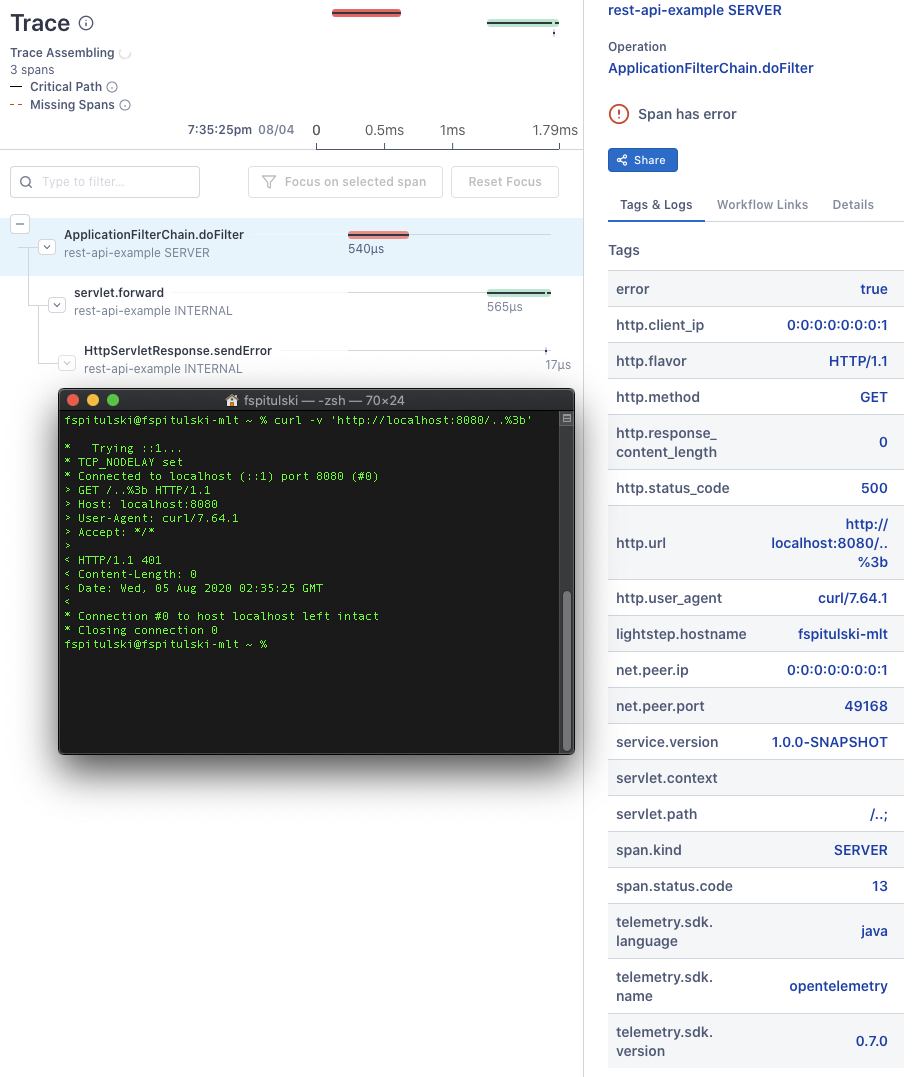 Trace
Trace Assembling
3 spans
Critical Path
Missing Spans
7:35:25pm 08/04
0 0.5ms 1ms 1.79ms
Type to filter...
Focus on selected span
Reset Focus
ApplicationFilterChain.doFilter
rest-api-example SERVER
540μs
servlet.forward
rest-api-example INTERNAL
565μs
HttpServletResponse.sendError
rest-api-example INTERNAL
17μs
fspitulski — -zsh — 70×24
fspitulski@fspitulski-mlt ~ % curl -v 'http://localhost:8080/..%3b'
*   Trying ::1...
* TCP_NODELAY set
* Connected to localhost (::1) port 8080 (#0)
> GET /..%3b HTTP/1.1
> Host: localhost:8080
> User-Agent: curl/7.64.1
> Accept: */*
>
< HTTP/1.1 401
< Content-Length: 0
< Date: Wed, 05 Aug 2020 02:35:25 GMT
<
* Connection #0 to host localhost left intact
* Closing connection 0
fspitulski@fspitulski-mlt ~ %
rest-api-example SERVER
Operation
ApplicationFilterChain.doFilter
Span has error
Share
Tags & Logs Workflow Links Details
Tags
error true
http.client_ip 0:0:0:0:0:0:0:1
http.flavor HTTP/1.1
http.method GET
http.response_
content_length 0
http.status_code 500
http.url http://
localhost:8080/..
%3b
http.user_agent curl/7.64.1
lightstep.hostname fspitulski-mlt
net.peer.ip 0:0:0:0:0:0:0:1
net.peer.port 49168
service.version 1.0.0-SNAPSHOT
servlet.context
servlet.path /..;
span.kind SERVER
span.status.code 13
telemetry.sdk.
language java
telemetry.sdk.
name opentelemetry
telemetry.sdk.
version 0.7.0